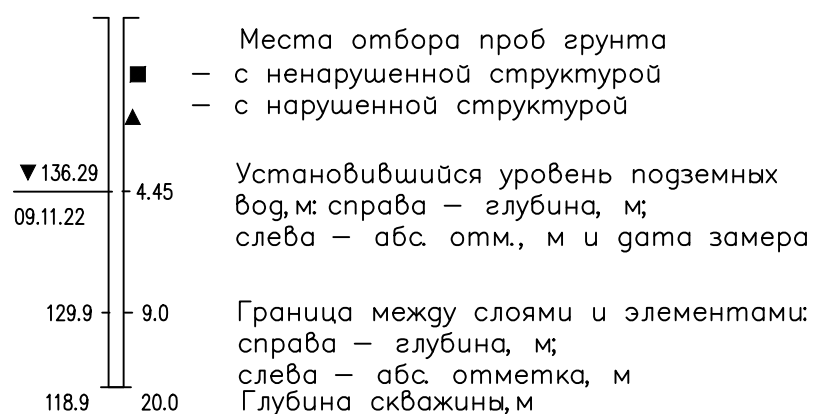 Места отбора проб грунта
– с ненарушенной структурой
– с нарушенной структурой
▼ 136.29
4.45
09.11.22
Установившийся уровень подземных
вод, м: справа – глубина, м;
слева – абс. отм., м и дата замера
129.9
9.0
Граница между слоями и элементами:
справа – глубина, м;
слева – абс. отметка, м
118.9
20.0
Глубина скважины, м